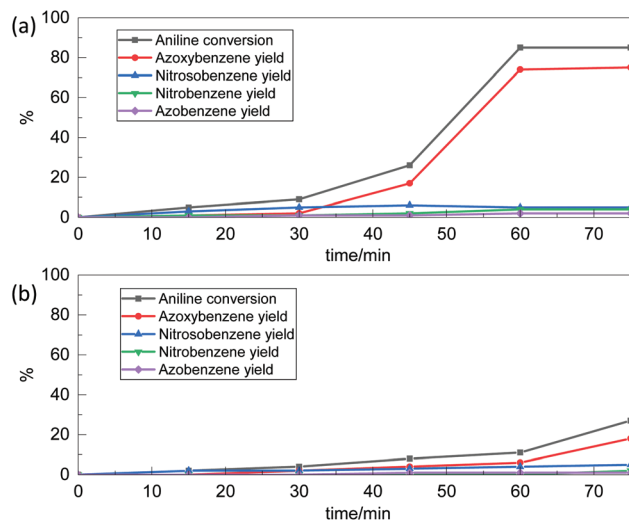 (a)
100
80
60
40
20
0
%
Aniline conversion
Azoxybenzene yield
Nitrosobenzene yield
Nitrobenzene yield
Azobenzene yield
0 10 20 30 40 50 60 70
time/min
(b)
100
80
60
40
20
0
%
Aniline conversion
Azoxybenzene yield
Nitrosobenzene yield
Nitrobenzene yield
Azobenzene yield
0 10 20 30 40 50 60 70
time/min